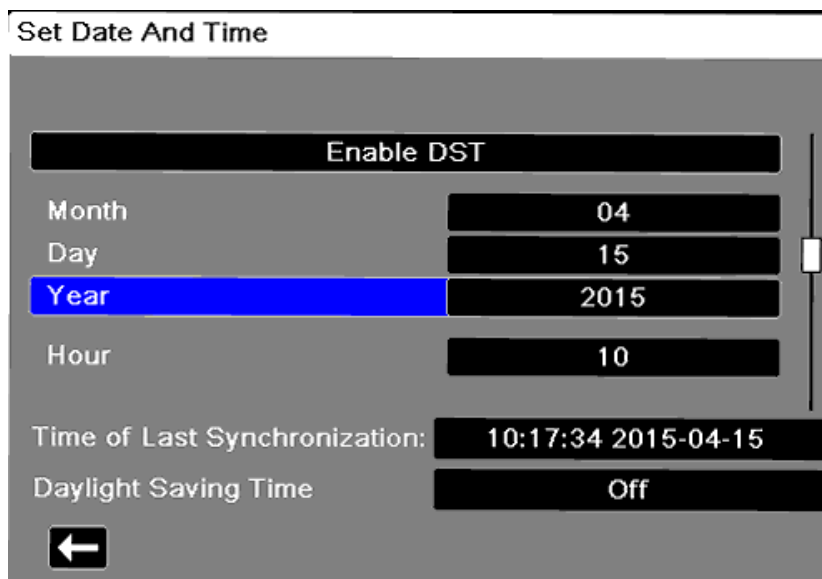 Set Date And Time
Enable DST
Month 04
Day 15
Year 2015
Hour 10
Time of Last Synchronization: 10:17:34 2015-04-15
Daylight Saving Time Off